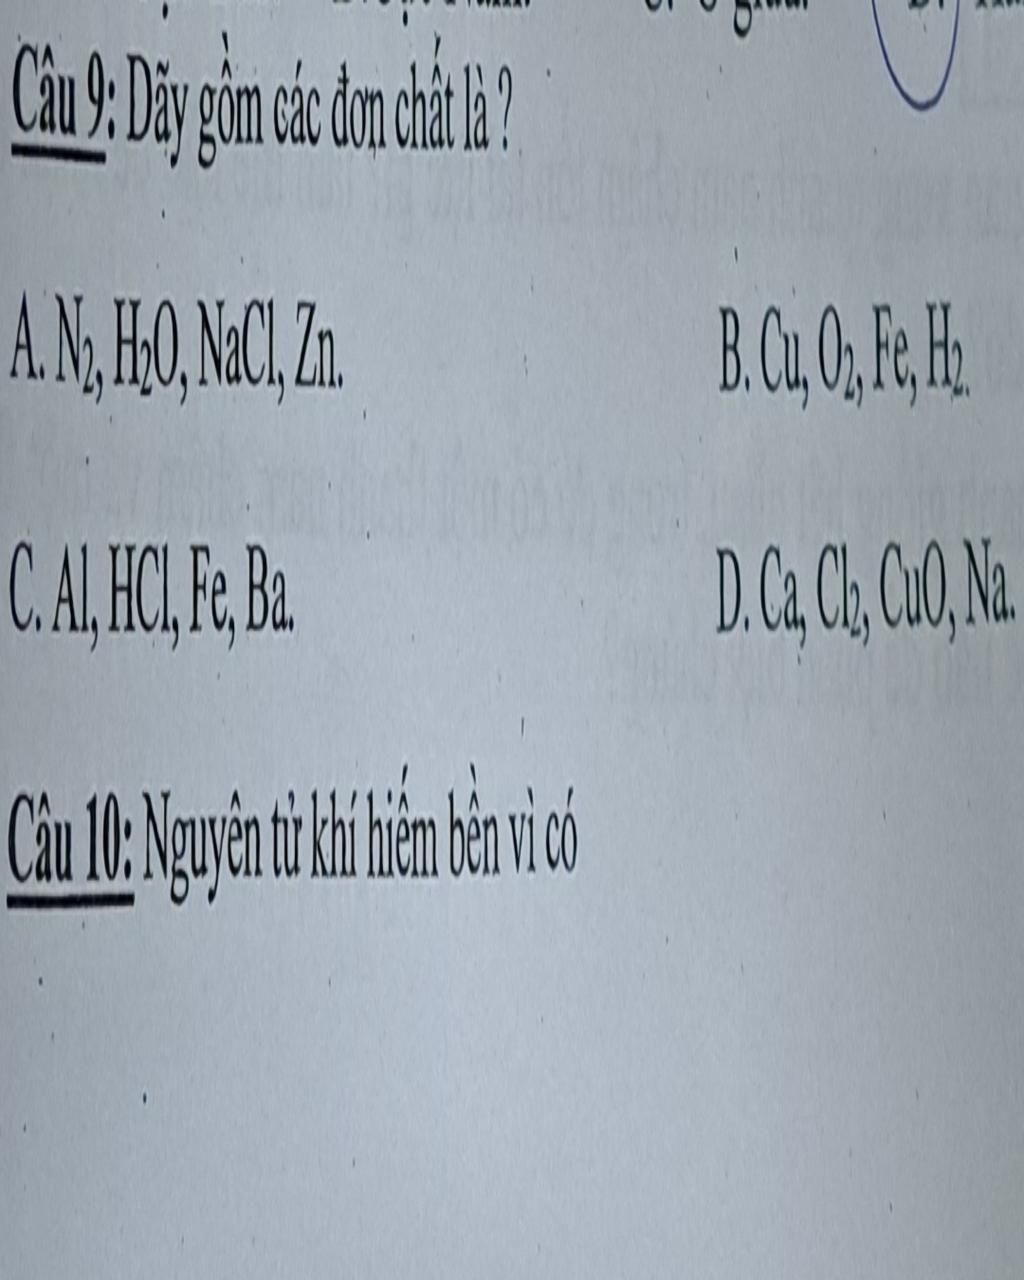 Câu 9: Dãy gồm các đơn chất là ?
A. N₂, H₂O, NaCl, Zn.
B. Cu, O₂, Fe, H₂.
C. Al, HCl, Fe, Ba.
D. Ca, Cl₂, CuO, Na.
Câu 10: Nguyên tử khí hiếm bền vì có